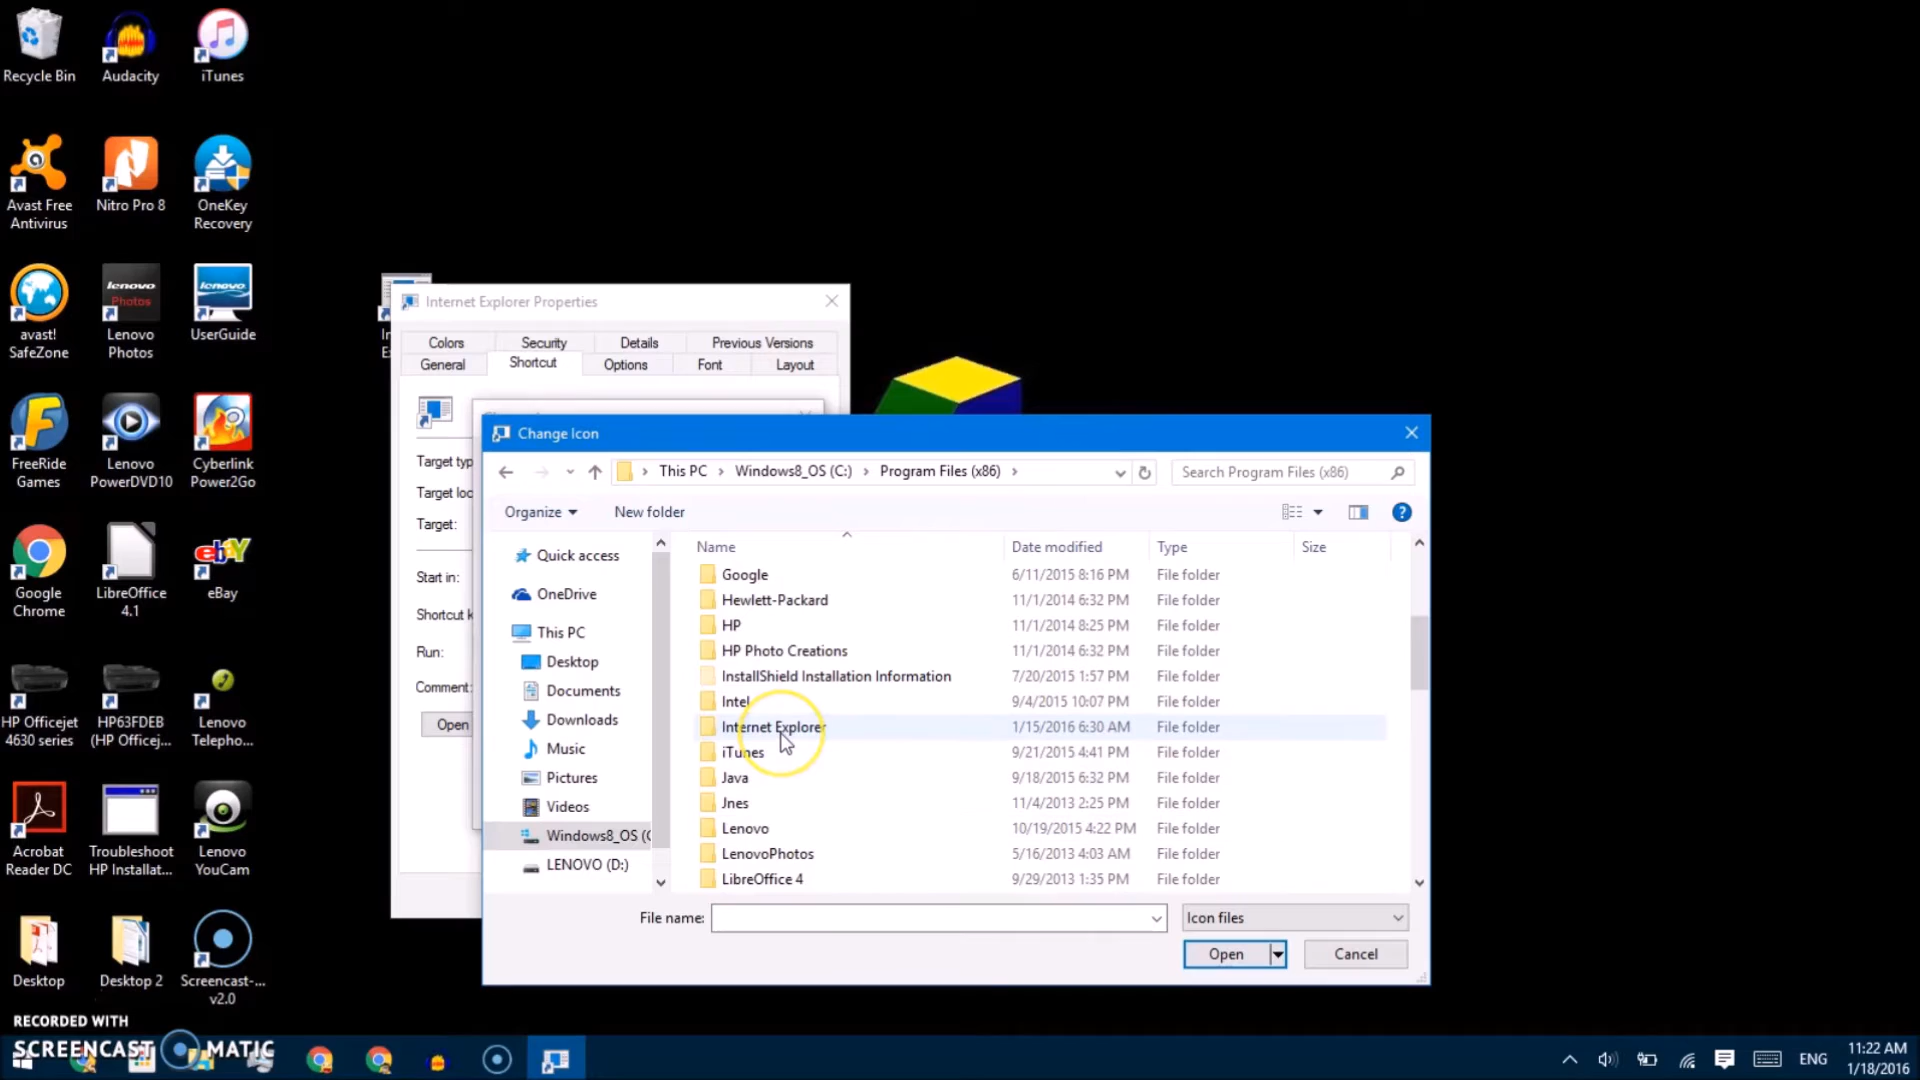 Recycle Bin
Audacity
iTunes
Avast Free
Antivirus
Nitro Pro 8
OneKey
Recovery
avast!
SafeZone
lenovo
Photos
Lenovo
Photos
lenovo
UserGuide
FreeRide
Games
Lenovo
PowerDVD10
Cyberlink
Power2Go
Google
Chrome
LibreOffice
4.1
ebay
eBay
HP Officejet
4630 series
HP63FDEB
(HP Officej...
Lenovo
Telepho...
Acrobat
Reader DC
Troubleshoot
HP Installat...
Lenovo
YouCam
Desktop
Desktop 2
Screencast-...
v2.0
Internet Explorer Properties
Colors
Security
Details
Previous Versions
General
Shortcut
Options
Font
Layout
Target typ
Target loc
Target:
Start in:
Shortcut k
Run:
Comment:
Open
Change Icon
This PC
Windows8_OS (C:)
Program Files (x86)
Search Program Files (x86)
Organize
New folder
Quick access
OneDrive
This PC
Desktop
Documents
Downloads
Music
Pictures
Videos
Windows8_OS (C
LENOVO (D:)
Name Date modified Type Size
Google 6/11/2015 8:16 PM File folder
Hewlett-Packard 11/1/2014 6:32 PM File folder
HP 11/1/2014 8:25 PM File folder
HP Photo Creations 11/1/2014 6:32 PM File folder
InstallShield Installation Information 7/20/2015 1:57 PM File folder
Intel 9/4/2015 10:07 PM File folder
Internet Explorer 1/15/2016 6:30 AM File folder
iTunes 9/21/2015 4:41 PM File folder
Java 9/18/2015 6:32 PM File folder
Jnes 11/4/2013 2:25 PM File folder
Lenovo 10/19/2015 4:22 PM File folder
LenovoPhotos 5/16/2013 4:03 AM File folder
LibreOffice 4 9/29/2013 1:35 PM File folder
File name:
Icon files
Open
Cancel
RECORDED WITH
SCREENCAST MATIC
ENG
11:22 AM
1/18/2016